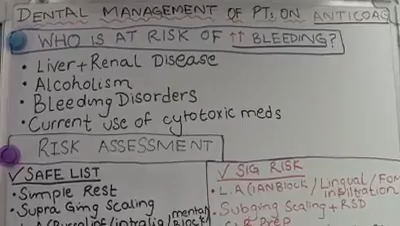 DENTAL MANAGEMENT OF PTs ON ANTICOAG
WHO IS AT RISK OF ↑↑ BLEEDING?
• Liver + Renal Disease
• Alcoholism
• Bleeding Disorders
• Current use of cytotoxic meds
RISK ASSESSMENT
✓ SAFE LIST
• Simple Rest
• Supra Ging Scaling
mental
✓ SIG RISK
• L.A (IAN BLOCK / Lingual / FOM
infiltration
• Subging Scaling + RSD